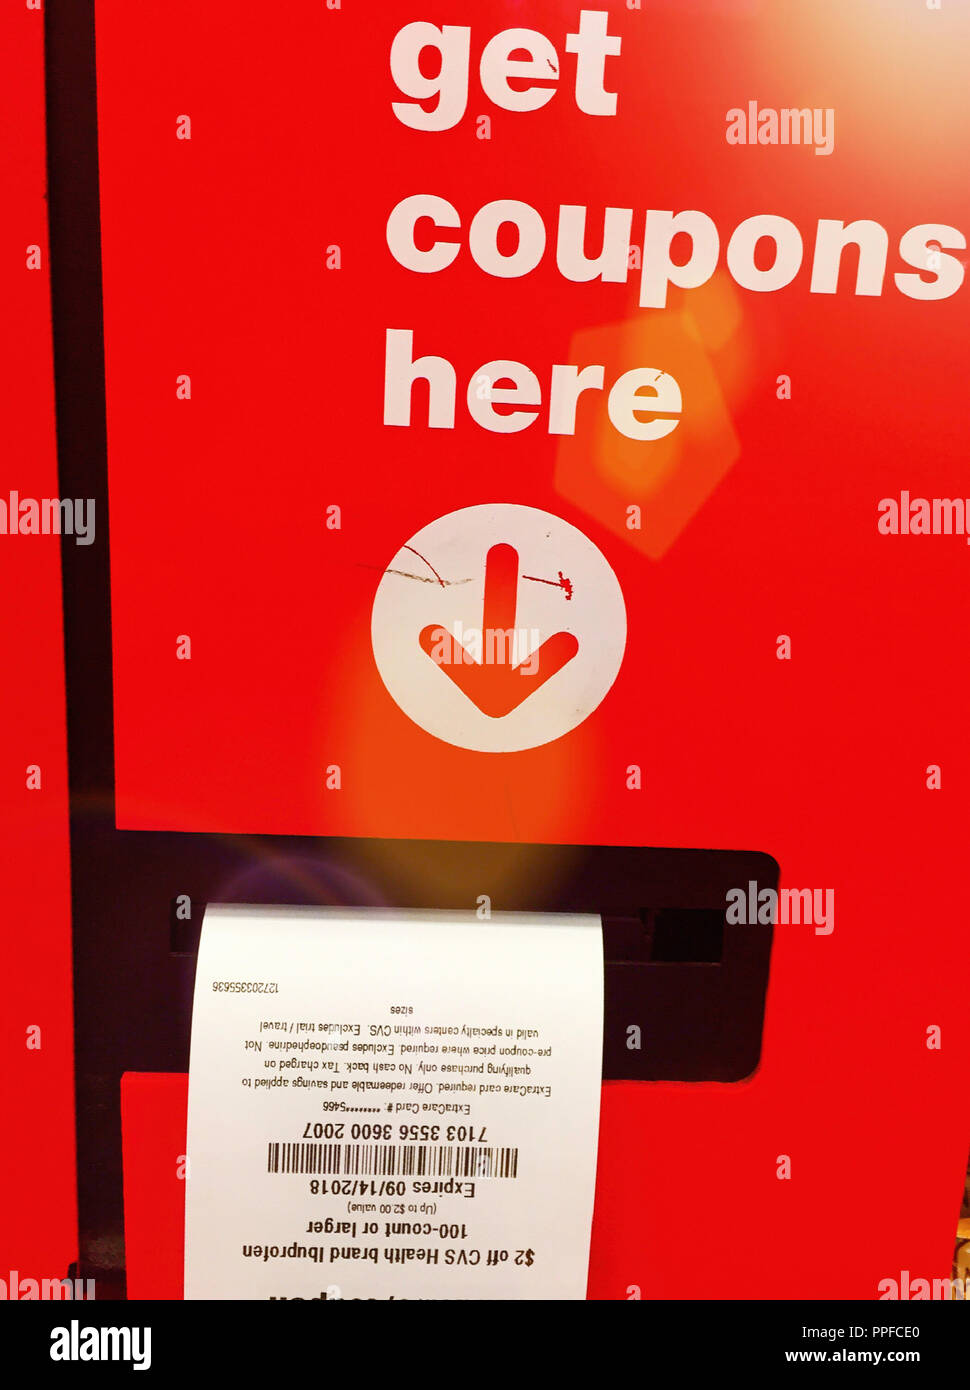 get
coupons
here
$2 off CVS Health brand Ibuprofen
100-count or larger
(Up to $2.00 value)
Expires 09/14/2018
7103 3556 3600 2007
ExtraCare Card #: ********5466
ExtraCare card required. Offer redeemable and savings applied to
qualifying purchase only. No cash back. Tax charged on
pre-coupon price where required. Excludes pseudoephedrine. Not
valid in specialty centers within CVS. Excludes trial / travel
sizes
127203355636
alamy
Image ID: PPFCE0
www.alamy.com